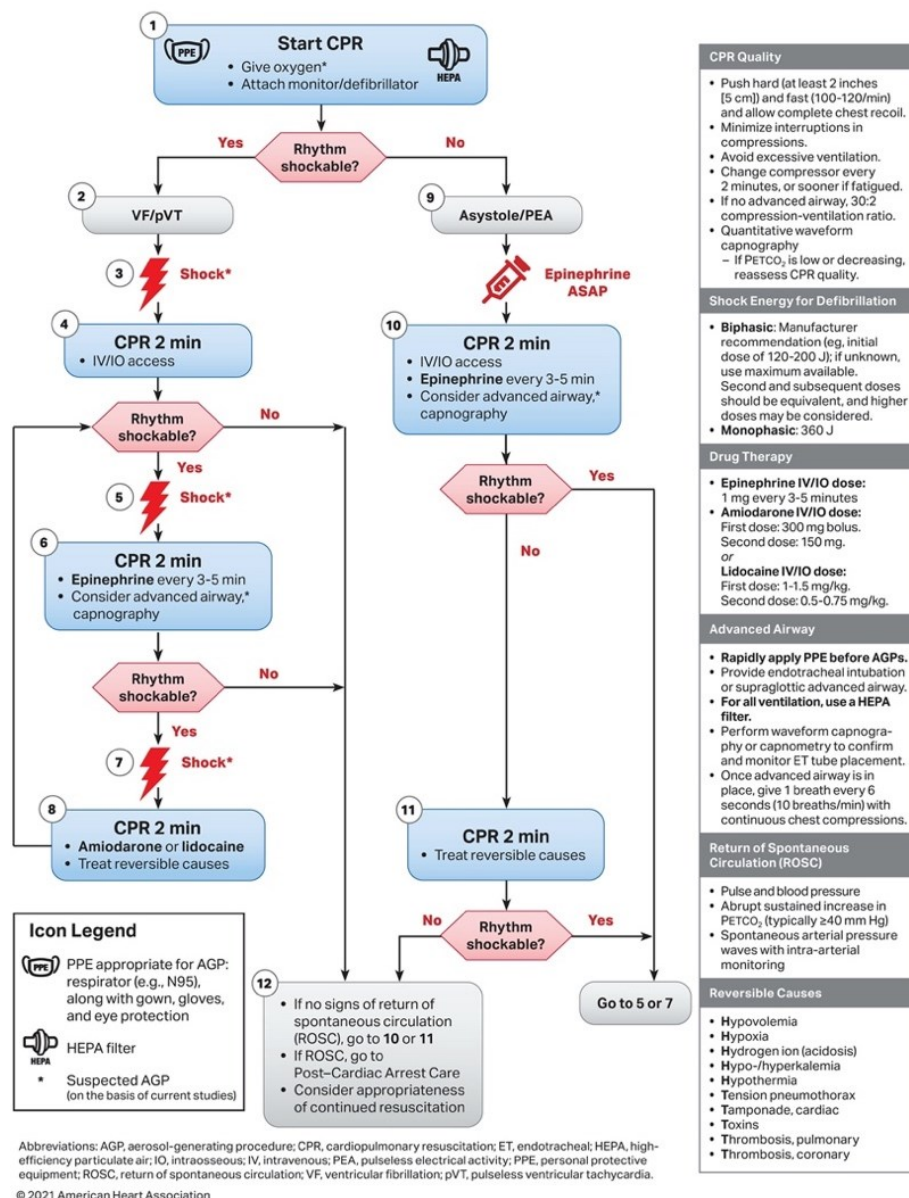 1
PPE
Start CPR
• Give oxygen*
• Attach monitor/defibrillator
HEPA
Rhythm
shockable?
Yes
No
2
VF/pVT
3
Shock*
4
CPR 2 min
• IV/IO access
Rhythm
shockable?
No
Yes
5
Shock*
6
CPR 2 min
• Epinephrine every 3-5 min
• Consider advanced airway,*
capnography
Rhythm
shockable?
No
Yes
7
Shock*
8
CPR 2 min
• Amiodarone or lidocaine
• Treat reversible causes
9
Asystole/PEA
Epinephrine
ASAP
10
CPR 2 min
• IV/IO access
• Epinephrine every 3-5 min
• Consider advanced airway,*
capnography
Rhythm
shockable?
Yes
No
11
CPR 2 min
• Treat reversible causes
Rhythm
shockable?
No
Yes
12
• If no signs of return of
spontaneous circulation
(ROSC), go to 10 or 11
• If ROSC, go to
Post–Cardiac Arrest Care
• Consider appropriateness
of continued resuscitation
Go to 5 or 7
Icon Legend
PPE
PPE appropriate for AGP:
respirator (e.g., N95),
along with gown, gloves,
and eye protection
HEPA
HEPA filter
* Suspected AGP
(on the basis of current studies)
CPR Quality
• Push hard (at least 2 inches
[5 cm]) and fast (100-120/min)
and allow complete chest recoil.
• Minimize interruptions in
compressions.
• Avoid excessive ventilation.
• Change compressor every
2 minutes, or sooner if fatigued.
• If no advanced airway, 30:2
compression-ventilation ratio.
• Quantitative waveform
capnography
– If PETCO₂ is low or decreasing,
reassess CPR quality.
Shock Energy for Defibrillation
• Biphasic: Manufacturer
recommendation (eg, initial
dose of 120-200 J); if unknown,
use maximum available.
Second and subsequent doses
should be equivalent, and higher
doses may be considered.
• Monophasic: 360 J
Drug Therapy
• Epinephrine IV/IO dose:
1 mg every 3-5 minutes
• Amiodarone IV/IO dose:
First dose: 300 mg bolus.
Second dose: 150 mg.
or
Lidocaine IV/IO dose:
First dose: 1-1.5 mg/kg.
Second dose: 0.5-0.75 mg/kg.
Advanced Airway
• Rapidly apply PPE before AGPs.
• Provide endotracheal intubation
or supraglottic advanced airway.
• For all ventilation, use a HEPA
filter.
• Perform waveform capnogra-
phy or capnometry to confirm
and monitor ET tube placement.
• Once advanced airway is in
place, give 1 breath every 6
seconds (10 breaths/min) with
continuous chest compressions.
Return of Spontaneous
Circulation (ROSC)
• Pulse and blood pressure
• Abrupt sustained increase in
PETCO₂ (typically ≥40 mm Hg)
• Spontaneous arterial pressure
waves with intra-arterial
monitoring
Reversible Causes
• Hypovolemia
• Hypoxia
• Hydrogen ion (acidosis)
• Hypo-/hyperkalemia
• Hypothermia
• Tension pneumothorax
• Tamponade, cardiac
• Toxins
• Thrombosis, pulmonary
• Thrombosis, coronary
Abbreviations: AGP, aerosol-generating procedure; CPR, cardiopulmonary resuscitation; ET, endotracheal; HEPA, high-
efficiency particulate air; IO, intraosseous; IV, intravenous; PEA, pulseless electrical activity; PPE, personal protective
equipment; ROSC, return of spontaneous circulation; VF, ventricular fibrillation; pVT, pulseless ventricular tachycardia.
© 2021 American Heart Association